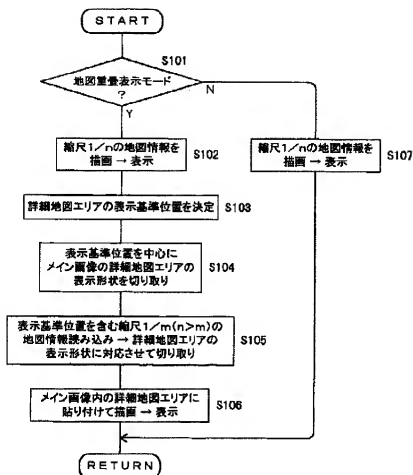 START
S101
地図重畳表示モード
?
N
Y
縮尺1/nの地図情報を
描画 → 表示
S102
縮尺1/nの地図情報を
描画 → 表示
S107
詳細地図エリアの表示基準位置を決定
S103
表示基準位置を中心に
メイン画像の詳細地図エリアの
表示形状を切り取り
S104
表示基準位置を含む縮尺1/m(n>m)の
地図情報読み込み → 詳細地図エリアの
表示形状に対応させて切り取り
S105
メイン画像内の詳細地図エリアに
貼り付けて描画 → 表示
S106
RETURN